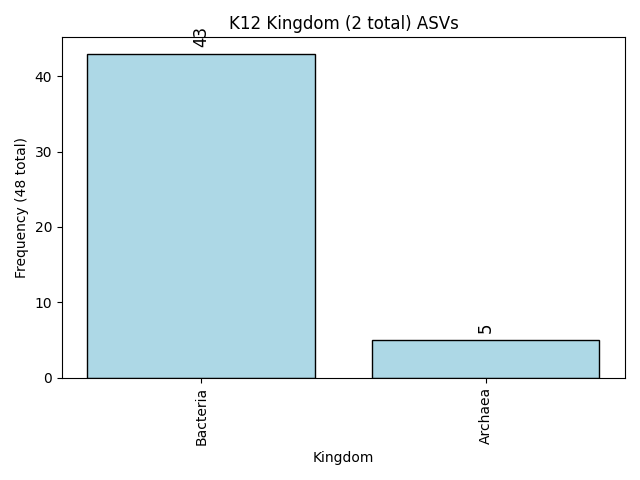 K12 Kingdom (2 total) ASVs
43
40
30
20
10
0
5
Frequency (48 total)
Bacteria
Archaea
Kingdom